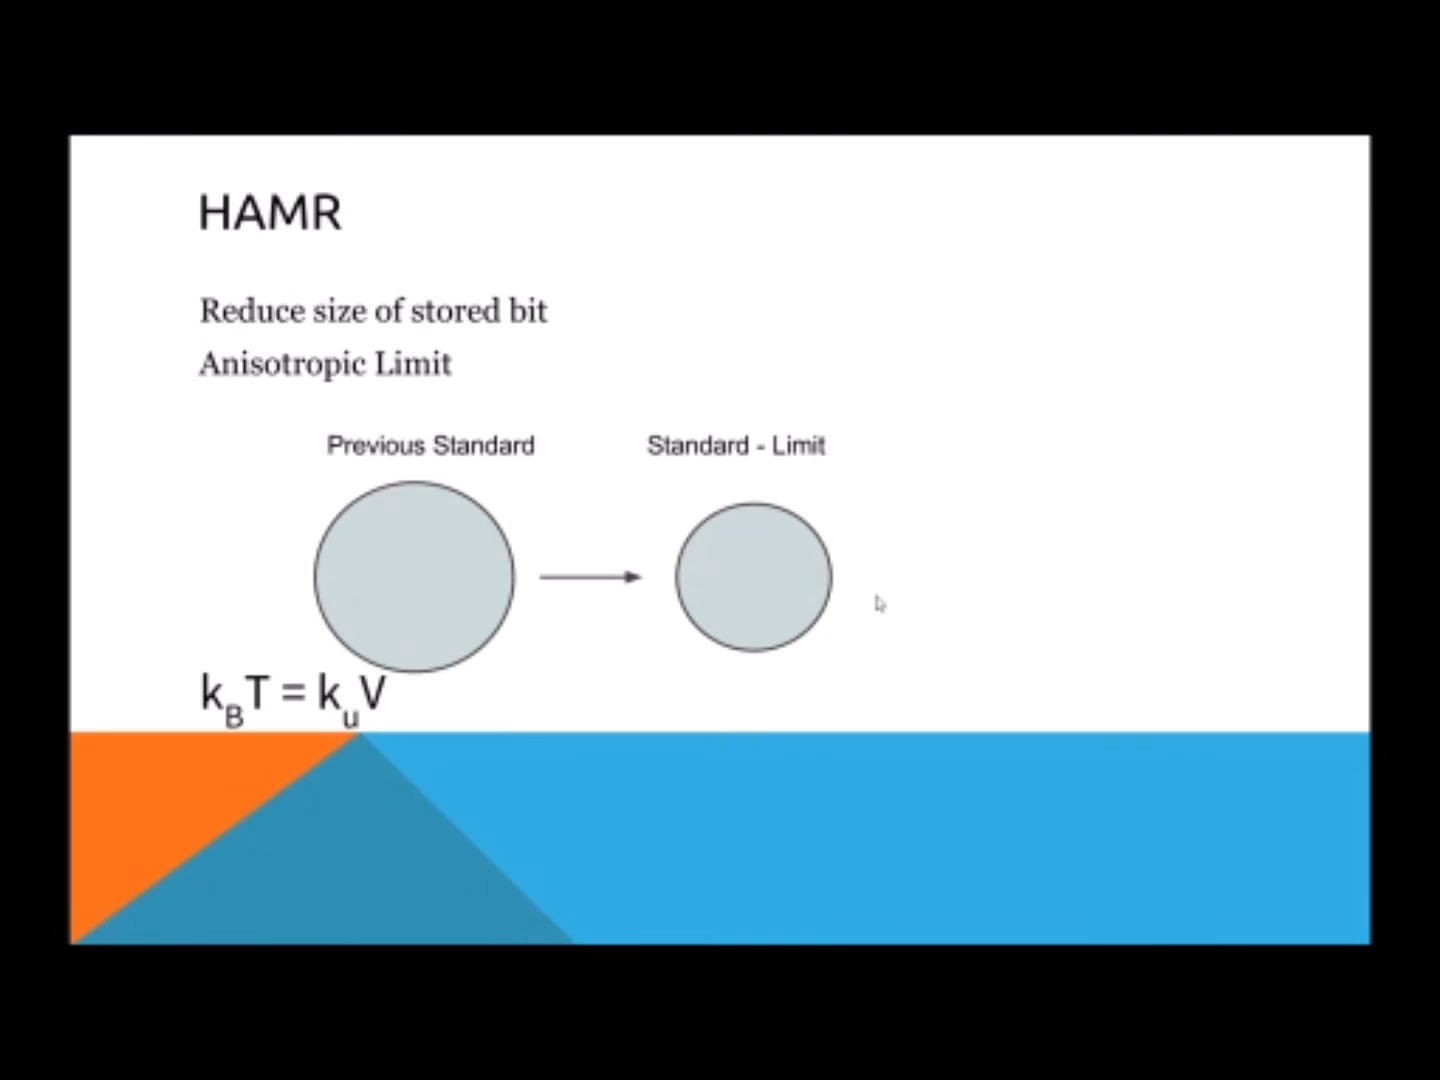 HAMR
Reduce size of stored bit
Anisotropic Limit
Previous Standard
Standard - Limit
k_BT = k_uV